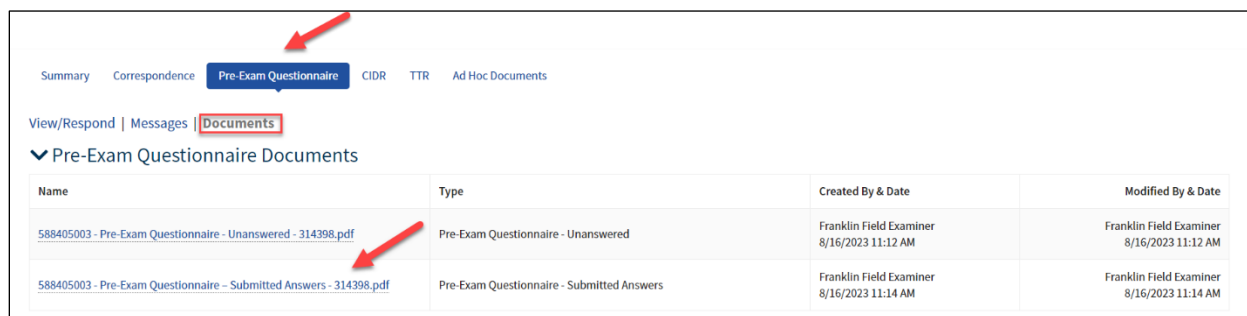 Summary Correspondence Pre-Exam Questionnaire CIDR TTR Ad Hoc Documents
View/Respond | Messages | Documents
Pre-Exam Questionnaire Documents
Name Type Created By & Date Modified By & Date
588405003 - Pre-Exam Questionnaire - Unanswered - 314398.pdf Pre-Exam Questionnaire - Unanswered Franklin Field Examiner Franklin Field Examiner
8/16/2023 11:12 AM 8/16/2023 11:12 AM
588405003 - Pre-Exam Questionnaire – Submitted Answers - 314398.pdf Pre-Exam Questionnaire - Submitted Answers Franklin Field Examiner Franklin Field Examiner
8/16/2023 11:14 AM 8/16/2023 11:14 AM